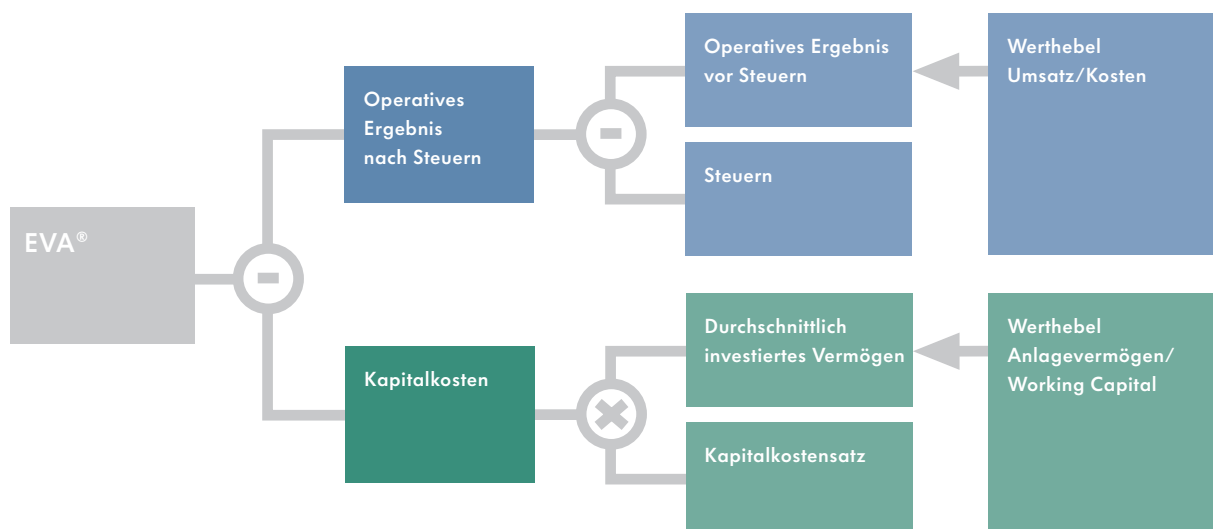 EVA®
Operatives
Ergebnis
nach Steuern
Operatives Ergebnis
vor Steuern
Steuern
Werthebel
Umsatz/Kosten
Kapitalkosten
Durchschnittlich
investiertes Vermögen
Kapitalkostensatz
Werthebel
Anlagevermögen/
Working Capital